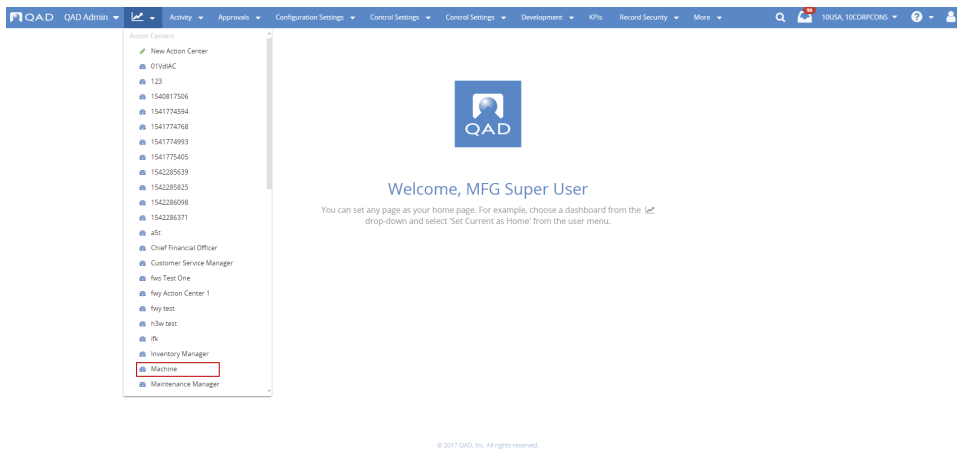 QAD QAD Admin Activity Approvals Configuration Settings Control Settings Control Settings Development KPIs Record Security More 10USA, 10CORPCONS ?
Action Centers
New Action Center
01VdlAC
123
1540817506
1541774594
1541774768
1541774993
1541775405
1542285639
1542285825
1542286098
1542286371
a5t
Chief Financial Officer
Customer Service Manager
fws Test One
fwy Action Center 1
fwy test
h3w test
ifk
Inventory Manager
Machine
Maintenance Manager
QAD
Welcome, MFG Super User
You can set any page as your home page. For example, choose a dashboard from the
drop-down and select 'Set Current as Home' from the user menu.
© 2017 QAD, Inc. All rights reserved.